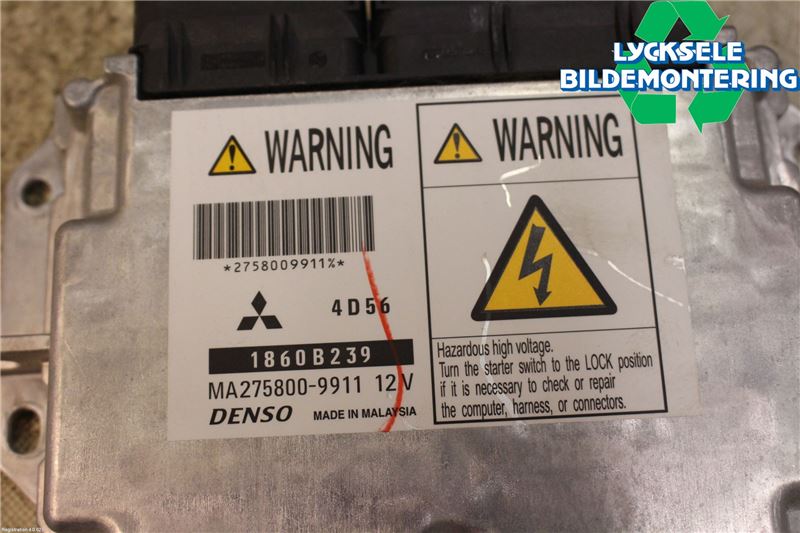 LYCKSELE
BILDEMONTERING
WARNING
*2758009911%*
4D56
1860B239
MA275800-9911 12V
DENSO MADE IN MALAYSIA
WARNING
Hazardous high voltage.
Turn the starter switch to the LOCK position
if it is necessary to check or repair
the computer, harness, or connectors.